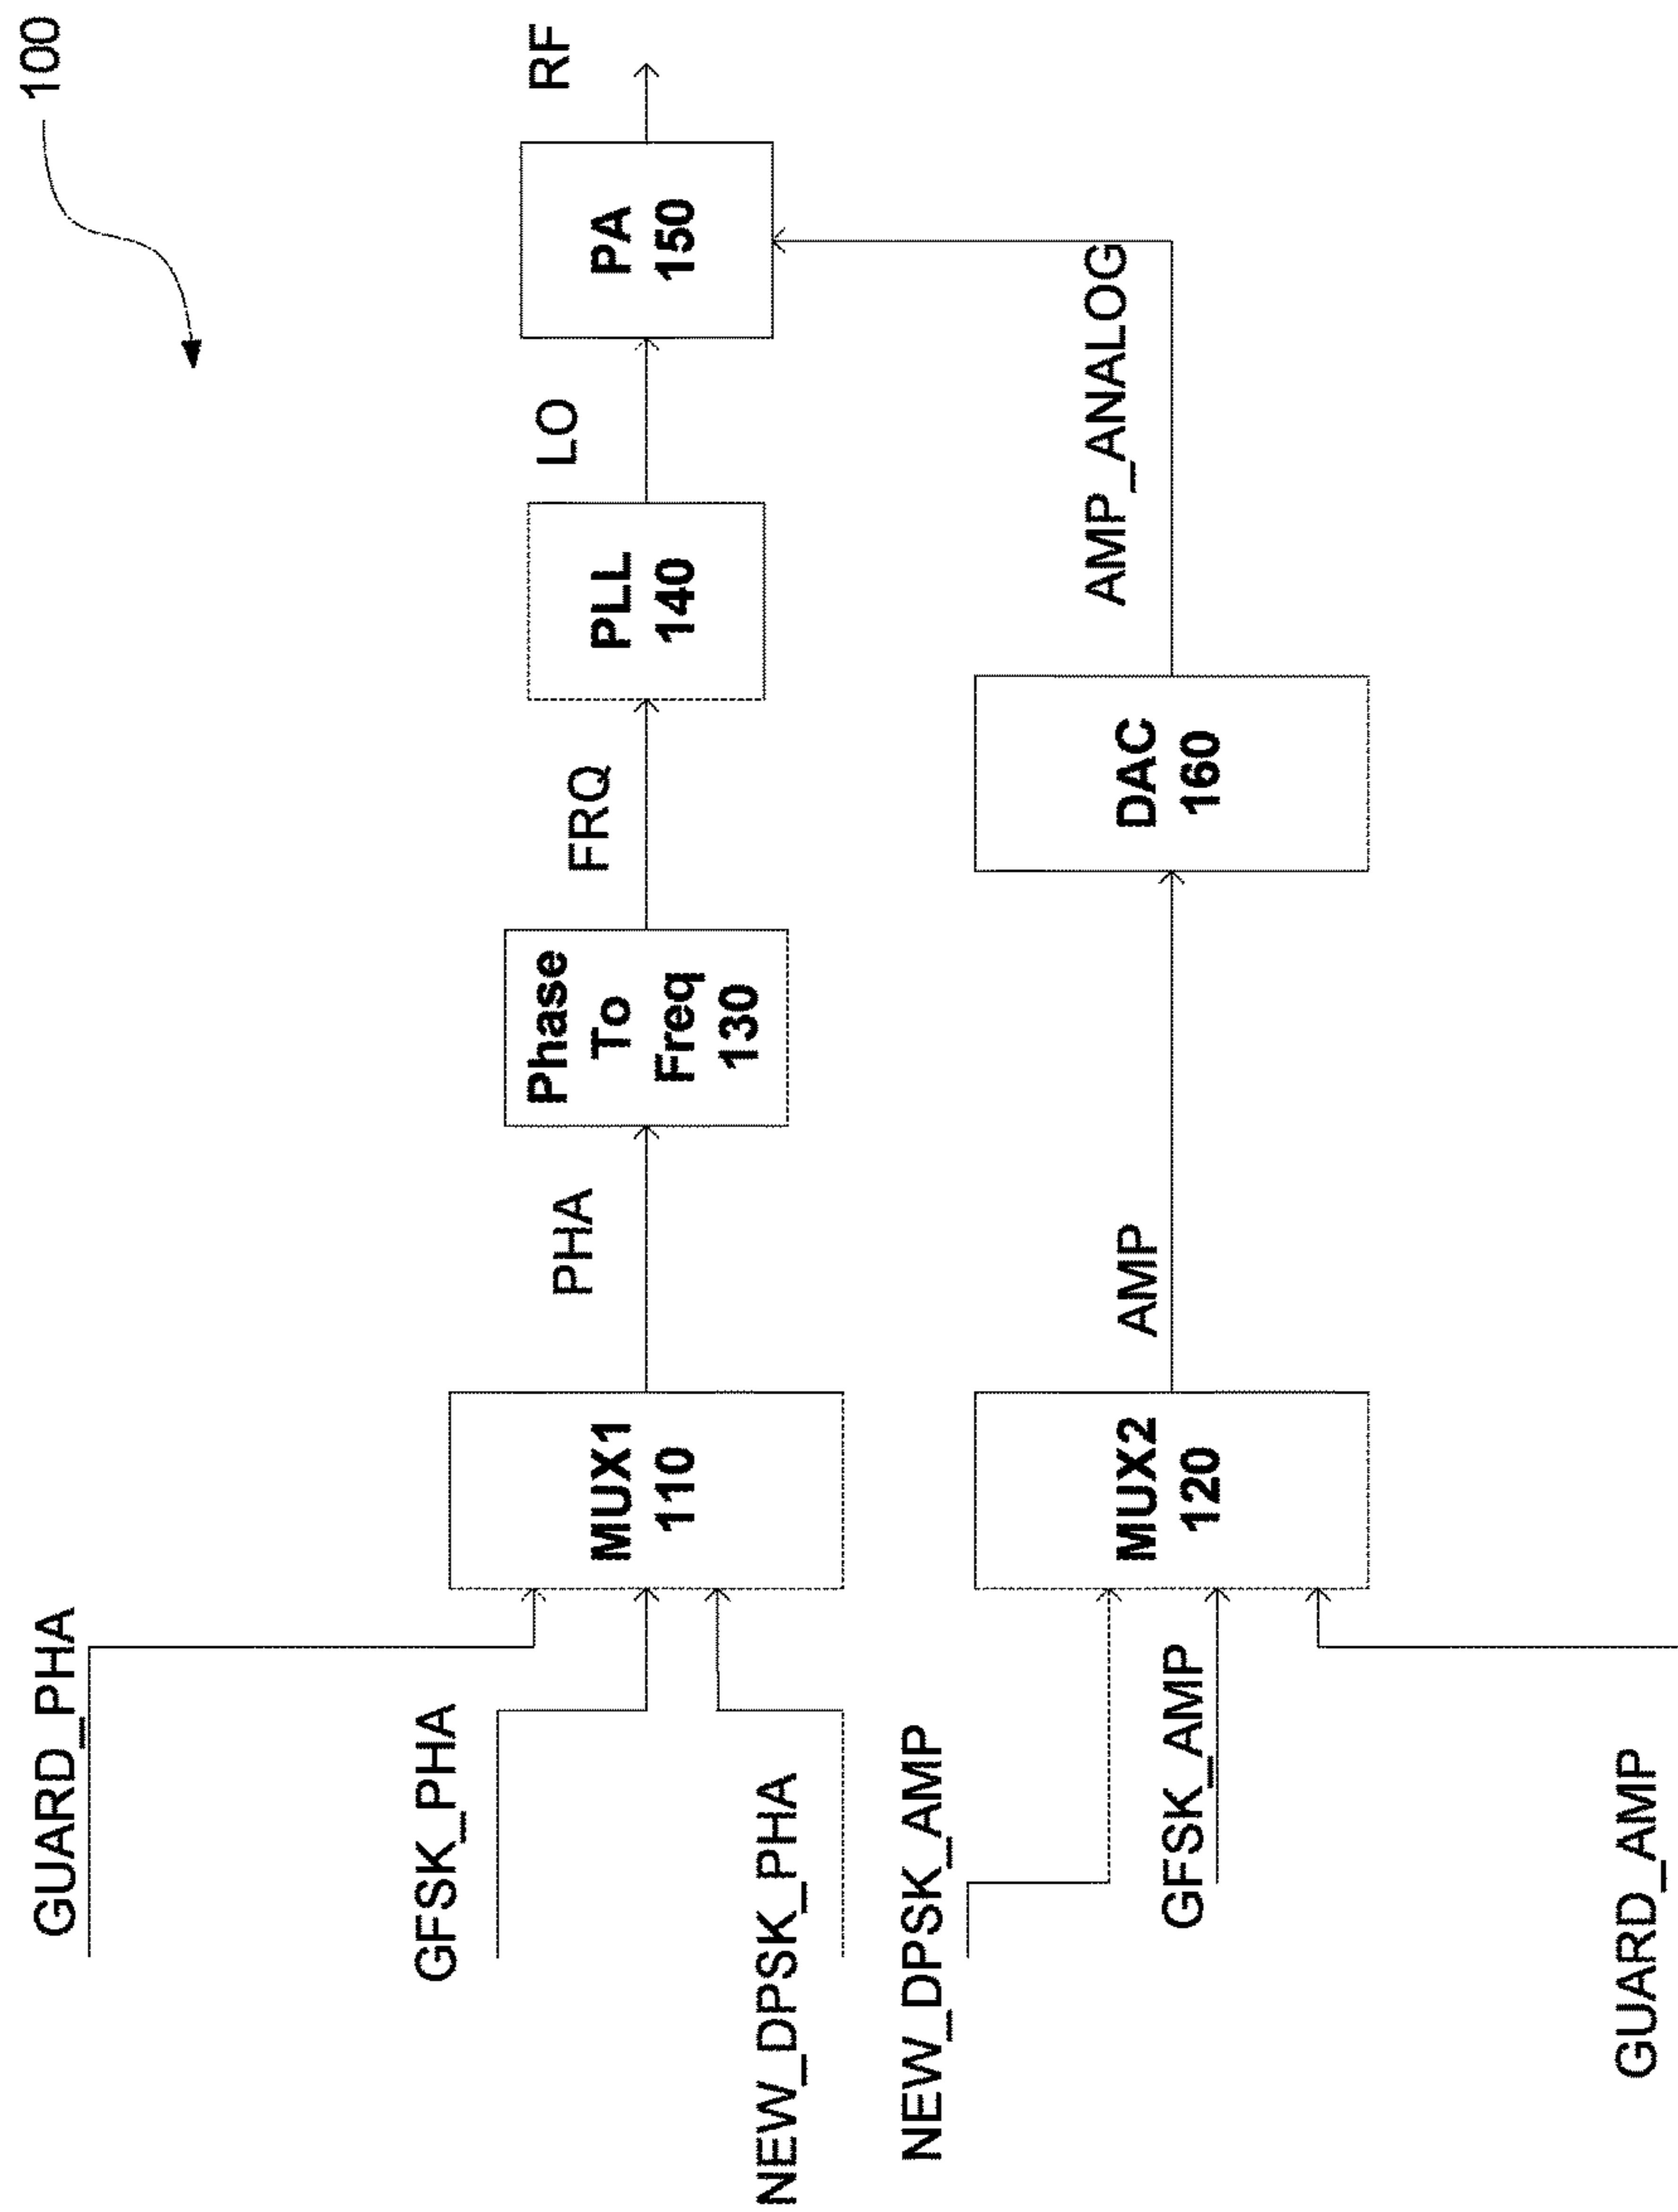 100
GUARD_PHA
GFSK_PHA
NEW_DPSK_PHA
MUX1
110
PHA
Phase
To
Freq
130
FRQ
PLL
140
LO
PA
150
RF
NEW_DPSK_AMP
GFSK_AMP
GUARD_AMP
MUX2
120
AMP
DAC
160
AMP_ANALOG